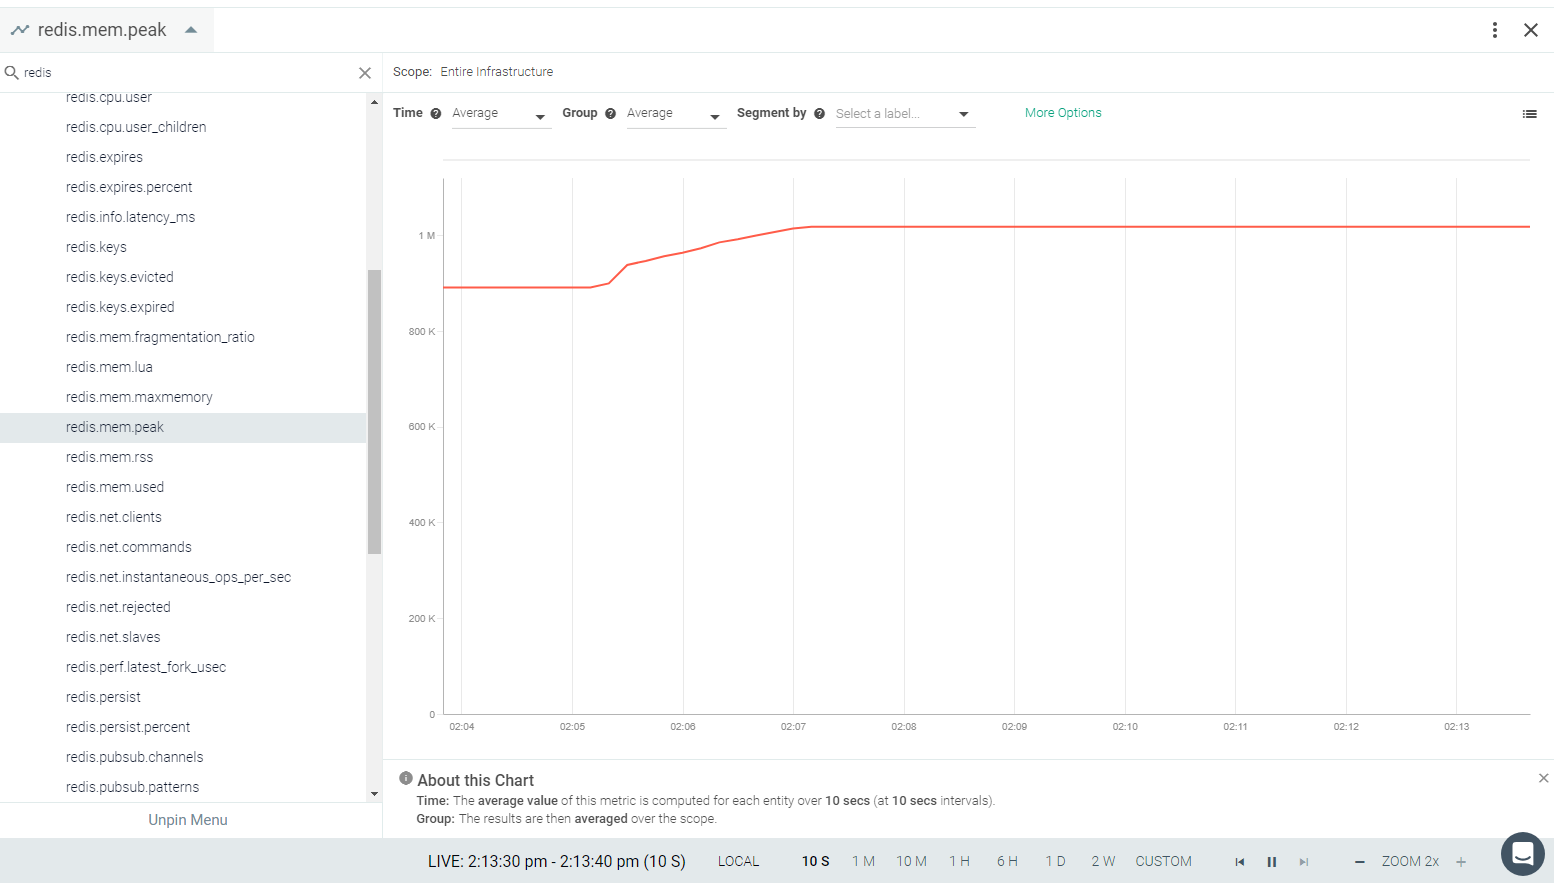 redis.mem.peak
redis
Scope: Entire Infrastructure
redis.cpu.user
redis.cpu.user_children
redis.expires
redis.expires.percent
redis.info.latency_ms
redis.keys
redis.keys.evicted
redis.keys.expired
redis.mem.fragmentation_ratio
redis.mem.lua
redis.mem.maxmemory
redis.mem.peak
redis.mem.rss
redis.mem.used
redis.net.clients
redis.net.commands
redis.net.instantaneous_ops_per_sec
redis.net.rejected
redis.net.slaves
redis.perf.latest_fork_usec
redis.persist
redis.persist.percent
redis.pubsub.channels
redis.pubsub.patterns
Unpin Menu
Time ? Average Group ? Average Segment by ? Select a label... More Options
1 M
800 K
600 K
400 K
200 K
0
02:04 02:05 02:06 02:07 02:08 02:09 02:10 02:11 02:12 02:13
About this Chart
Time: The average value of this metric is computed for each entity over 10 secs (at 10 secs intervals).
Group: The results are then averaged over the scope.
LIVE: 2:13:30 pm - 2:13:40 pm (10 S) LOCAL 10 S 1 M 10 M 1 H 6 H 1 D 2 W CUSTOM − ZOOM 2x +